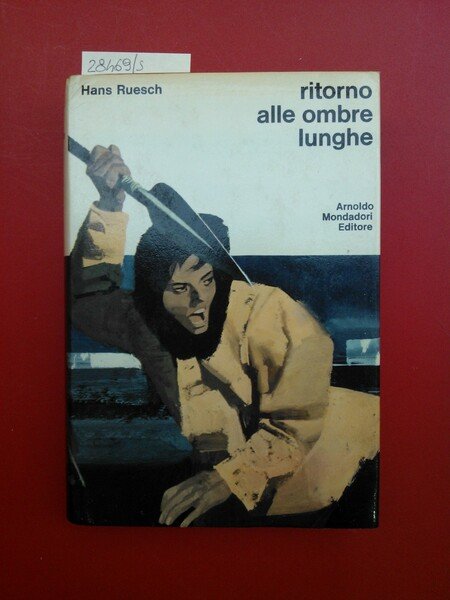 28469/s
Hans Ruesch
ritorno
alle ombre
lunghe
Arnoldo
Mondadori
Editore